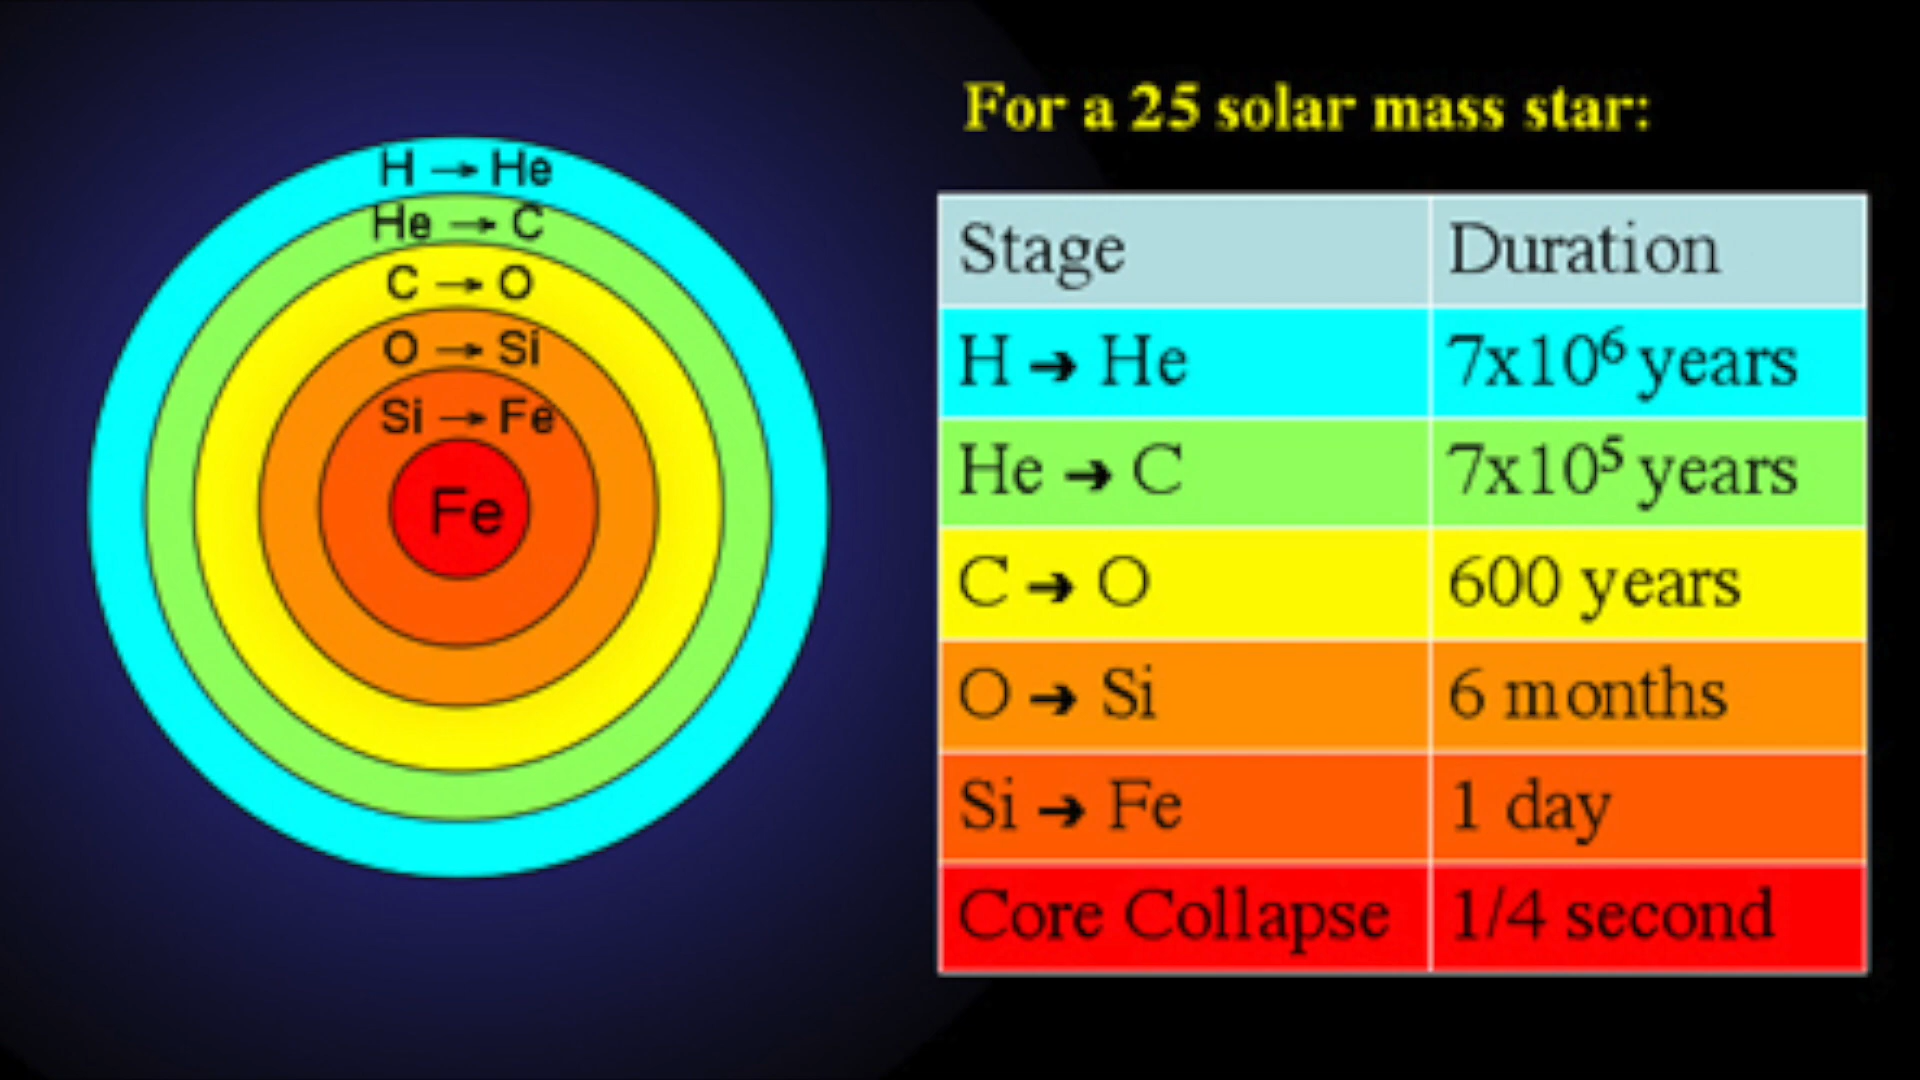 For a 25 solar mass star:
H → He
He → C
C → O
O → Si
Si → Fe
Fe
Stage Duration
H → He 7x10⁶ years
He → C 7x10⁵ years
C → O 600 years
O → Si 6 months
Si → Fe 1 day
Core Collapse 1/4 second